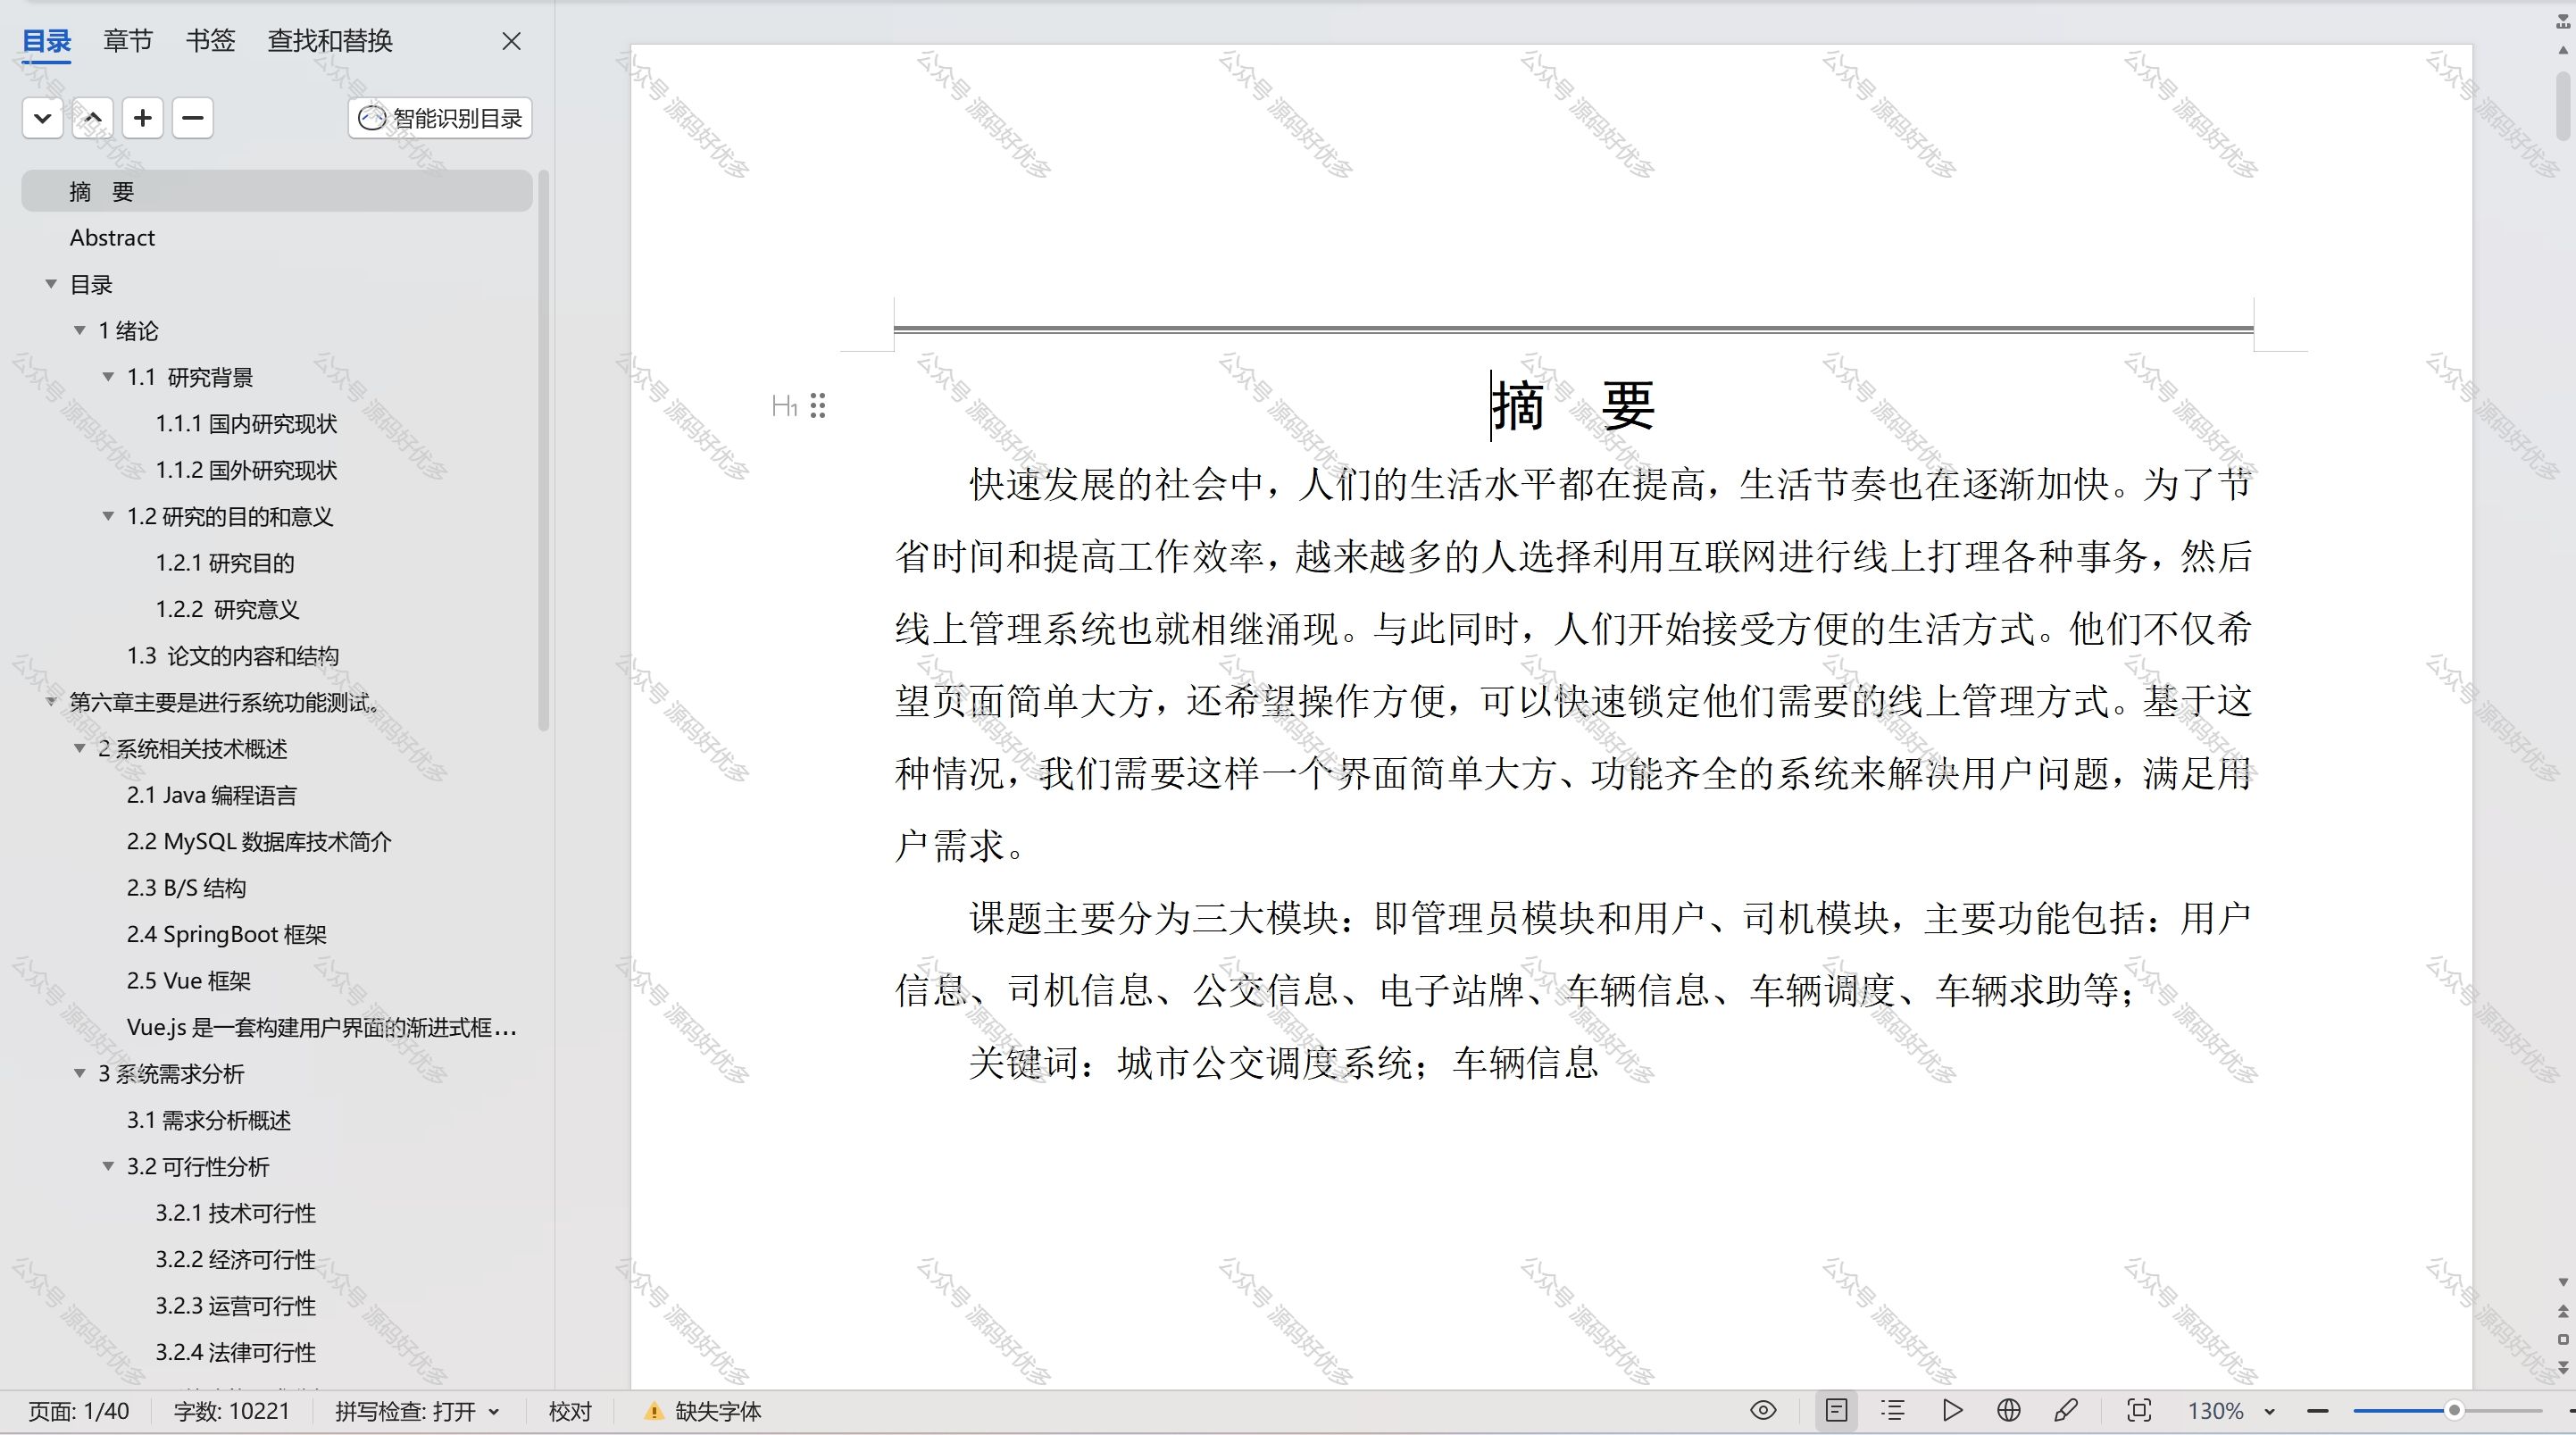 目录 章节 书签 查找和替换
智能识别目录
摘 要
Abstract
目录
1 绪论
1.1 研究背景
1.1.1 国内研究现状
1.1.2 国外研究现状
1.2 研究的目的和意义
1.2.1 研究目的
1.2.2 研究意义
1.3 论文的内容和结构
第六章主要是进行系统功能测试。
2 系统相关技术概述
2.1 Java 编程语言
2.2 MySQL 数据库技术简介
2.3 B/S 结构
2.4 SpringBoot 框架
2.5 Vue 框架
Vue.js 是一套构建用户界面的渐进式框...
3 系统需求分析
3.1 需求分析概述
3.2 可行性分析
3.2.1 技术可行性
3.2.2 经济可行性
3.2.3 运营可行性
3.2.4 法律可行性
H1
摘 要
快速发展的社会中，人们的生活水平都在提高，生活节奏也在逐渐加快。为了节
省时间和提高工作效率，越来越多的人选择利用互联网进行线上打理各种事务，然后
线上管理系统也就相继涌现。与此同时，人们开始接受方便的生活方式。他们不仅希
望页面简单大方，还希望操作方便，可以快速锁定他们需要的线上管理方式。基于这
种情况，我们需要这样一个界面简单大方、功能齐全的系统来解决用户问题，满足用
户需求。
课题主要分为三大模块：即管理员模块和用户、司机模块，主要功能包括：用户
信息、司机信息、公交信息、电子站牌、车辆信息、车辆调度、车辆求助等；
关键词：城市公交调度系统；车辆信息
页面: 1/40 字数: 10221 拼写检查: 打开 校对 缺失字体 130%
公众号 源码好优多